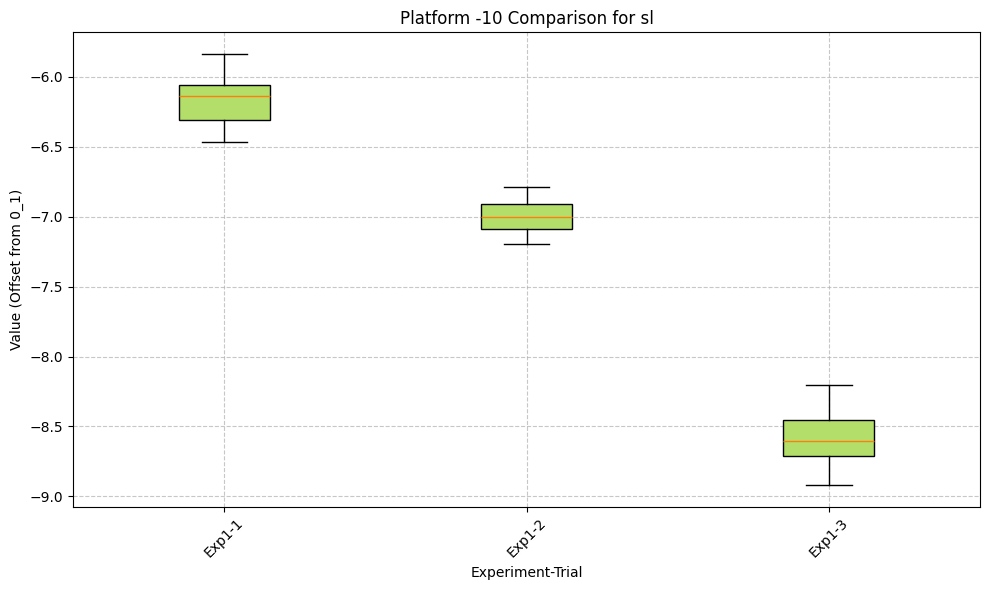 Platform -10 Comparison for sl
Value (Offset from 0_1)
−6.0
−6.5
−7.0
−7.5
−8.0
−8.5
−9.0
Exp1-1
Exp1-2
Exp1-3
Experiment-Trial